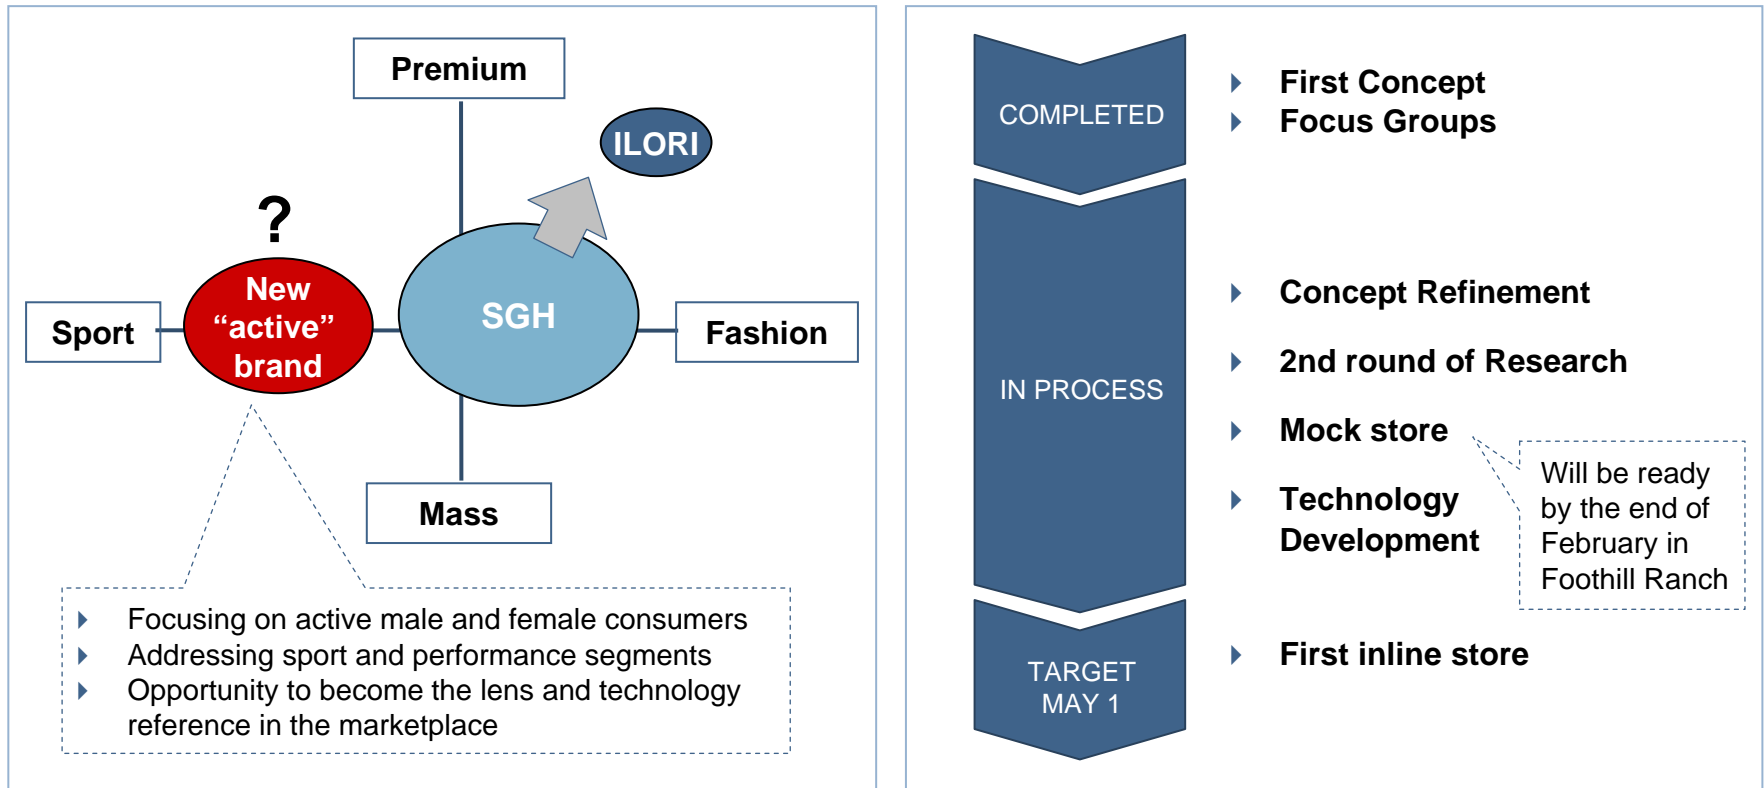 Premium
ILORI
?
New
“active”
brand
SGH
Sport
Fashion
Mass
Focusing on active male and female consumers
Addressing sport and performance segments
Opportunity to become the lens and technology
reference in the marketplace
COMPLETED
First Concept
Focus Groups
IN PROCESS
Concept Refinement
2nd round of Research
Mock store
Technology
Development
Will be ready
by the end of
February in
Foothill Ranch
TARGET
MAY 1
First inline store